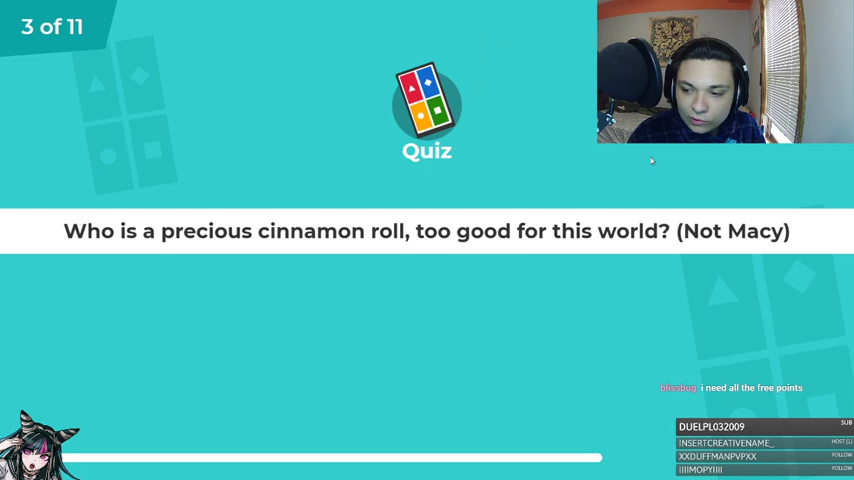 3 of 11
Quiz
Who is a precious cinnamon roll, too good for this world? (Not Macy)
blissbug i need all the free points
DUELPL032009 SUB
INSERTCREATIVENAME_ HOST (1)
XXDUFFMANPVPXX FOLLOW
IIIIMOPYIIII FOLLOW